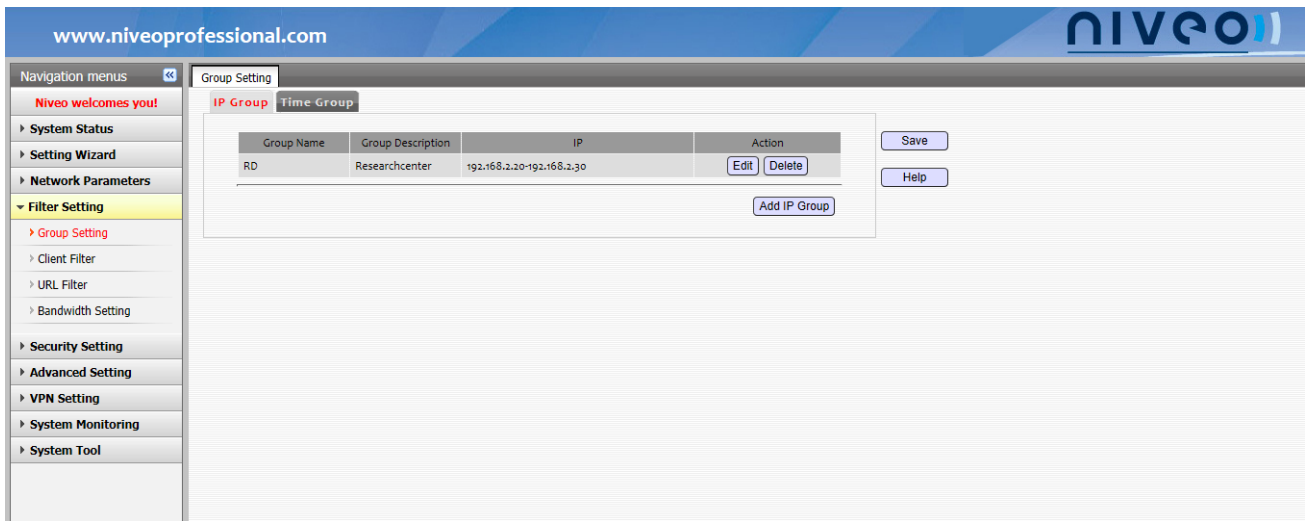 www.niveoprofessional.com
niveo
Navigation menus
Niveo welcomes you!
System Status
Setting Wizard
Network Parameters
Filter Setting
Group Setting
Client Filter
URL Filter
Bandwidth Setting
Security Setting
Advanced Setting
VPN Setting
System Monitoring
System Tool
Group Setting
IP Group Time Group
Group Name Group Description IP Action
RD Researchcenter 192.168.2.20-192.168.2.30 Edit Delete
Add IP Group
Save
Help